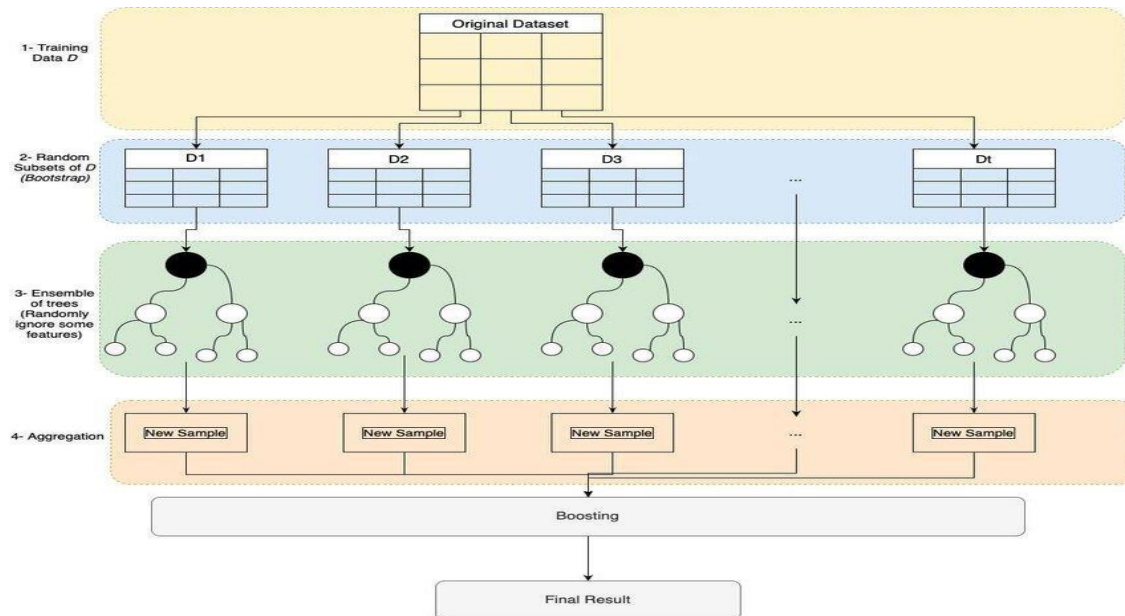 Original Dataset
1- Training
Data D
2- Random
Subsets of D
(Bootstrap)
D1
D2
D3
...
Dt
3- Ensemble
of trees
(Randomly
ignore some
features)
...
4- Aggregation
New Sample
New Sample
New Sample
...
New Sample
Boosting
Final Result